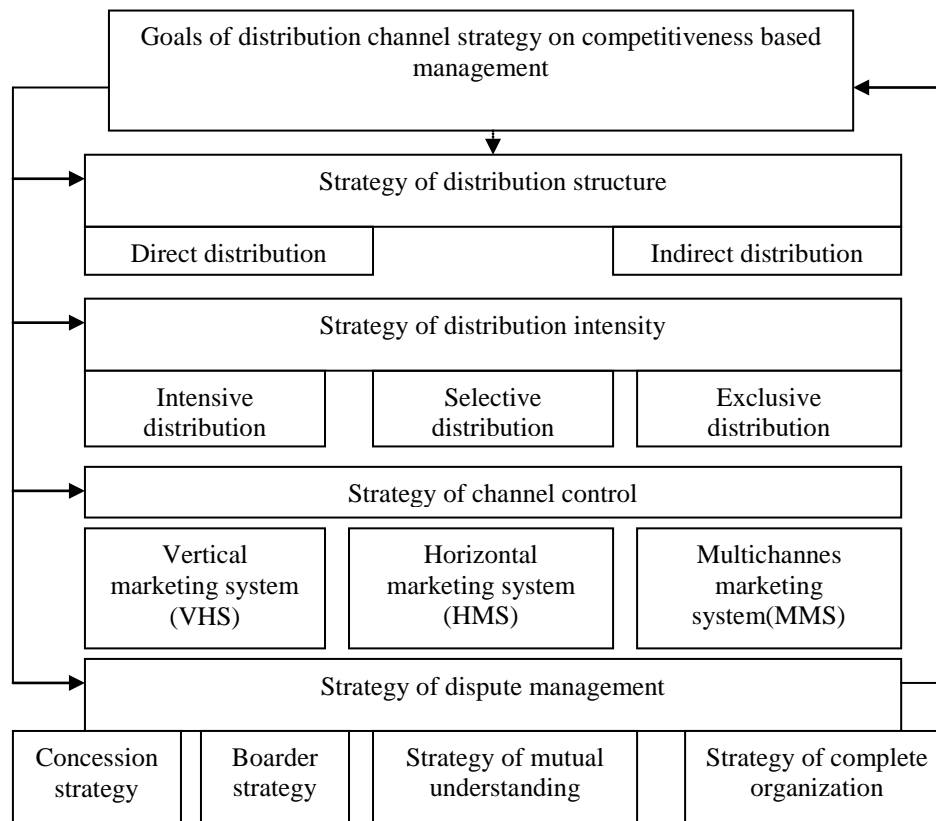 Goals of distribution channel strategy on competitiveness based
management
Strategy of distribution structure
Direct distribution
Indirect distribution
Strategy of distribution intensity
Intensive
distribution
Selective
distribution
Exclusive
distribution
Strategy of channel control
Vertical
marketing system
(VHS)
Horizontal
marketing system
(HMS)
Multichannes
marketing
system(MMS)
Strategy of dispute management
Concession
strategy
Boarder
strategy
Strategy of mutual
understanding
Strategy of complete
organization